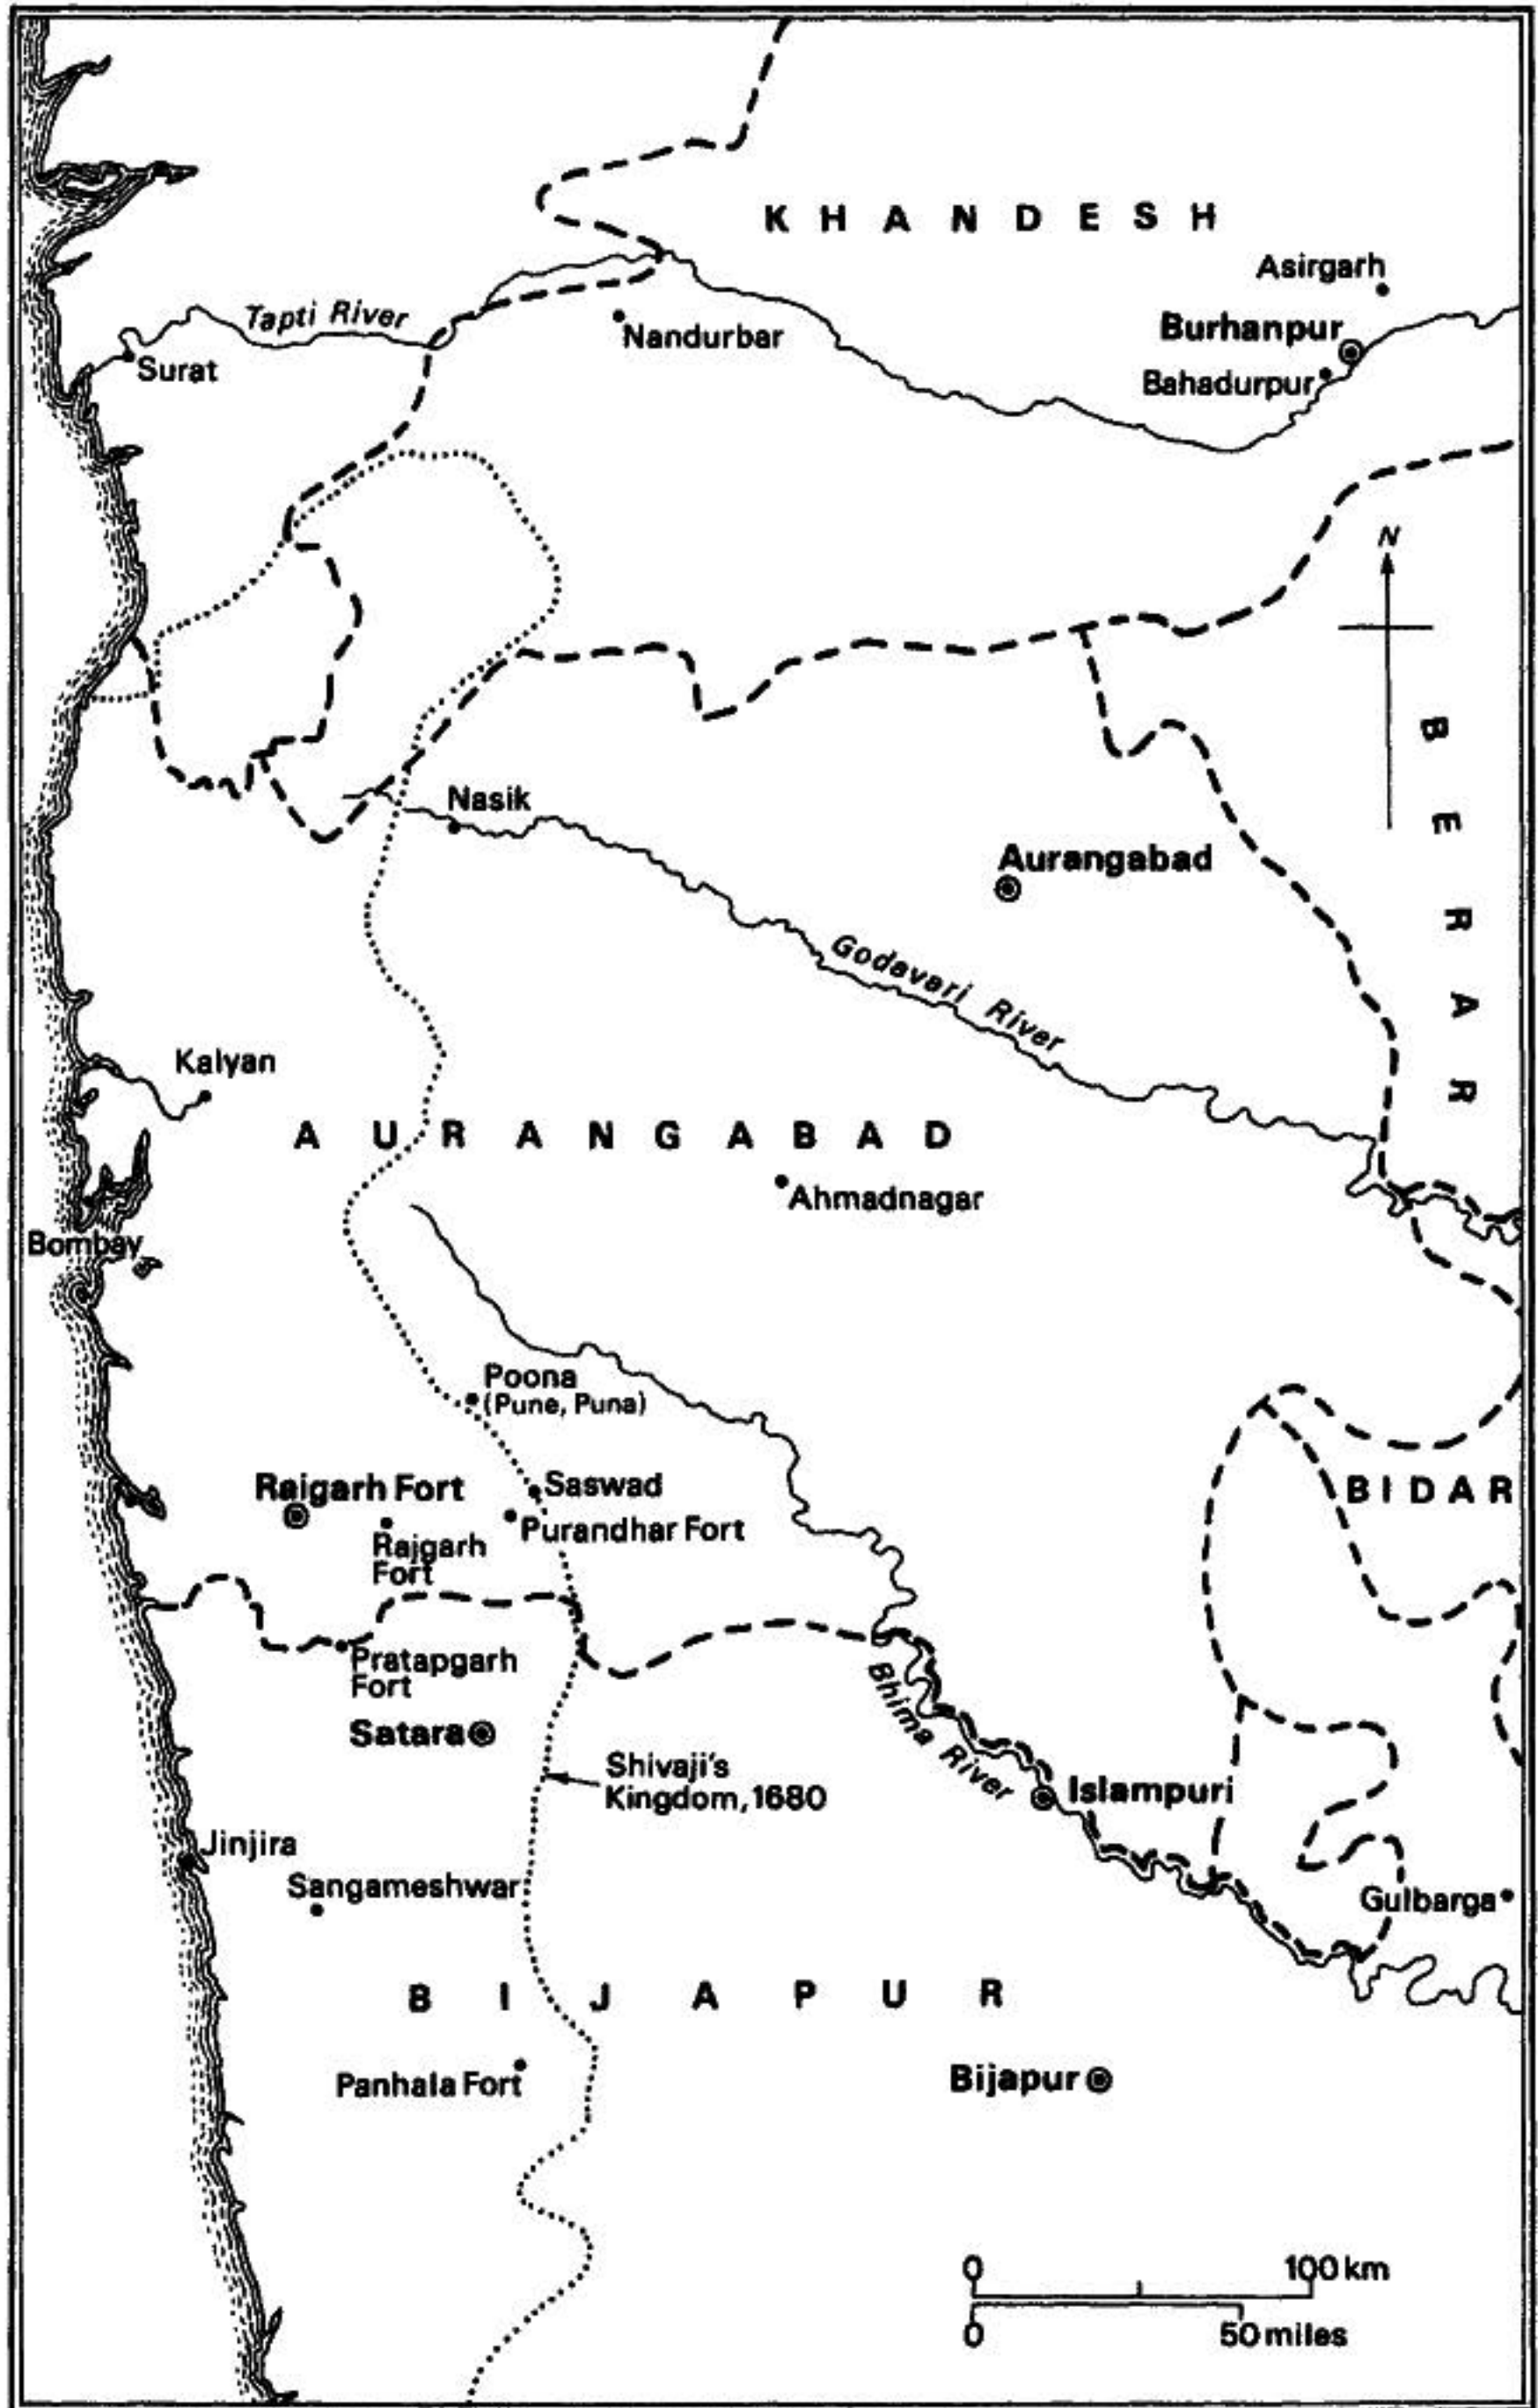 KHANDESH
Asirgarh
Tapti River
Burhanpur
Nandurbar
Surat
Bahadurpur
N
BERAR
Nasik
Aurangabad
Godavari River
Kalyan
AURANGABAD
Ahmadnagar
Bombay
Poona
(Pune, Puna)
Raigarh Fort
Saswad
BIDAR
Purandhar Fort
Rajgarh
Fort
Pratapgarh
Fort
Bhima River
Satara
Shivaji's
Kingdom, 1680
Islampuri
Jinjira
Sangameshwar
Gulbarga
BIJAPUR
Panhala Fort
Bijapur
0 100 km
0 50 miles